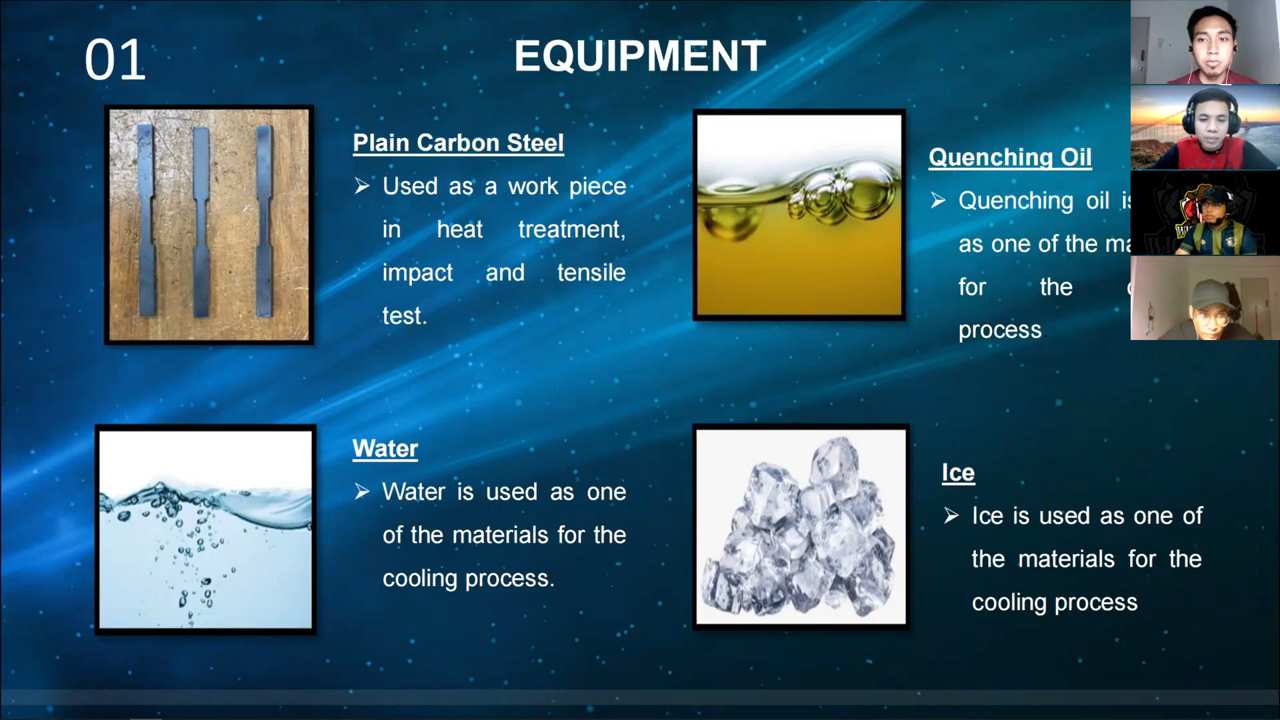 01
EQUIPMENT
Plain Carbon Steel
➢ Used as a work piece
in heat treatment,
impact and tensile
test.
Quenching Oil
➢ Quenching oil
as one of the
for the
process
Water
➢ Water is used as one
of the materials for the
cooling process.
Ice
➢ Ice is used as one of
the materials for the
cooling process